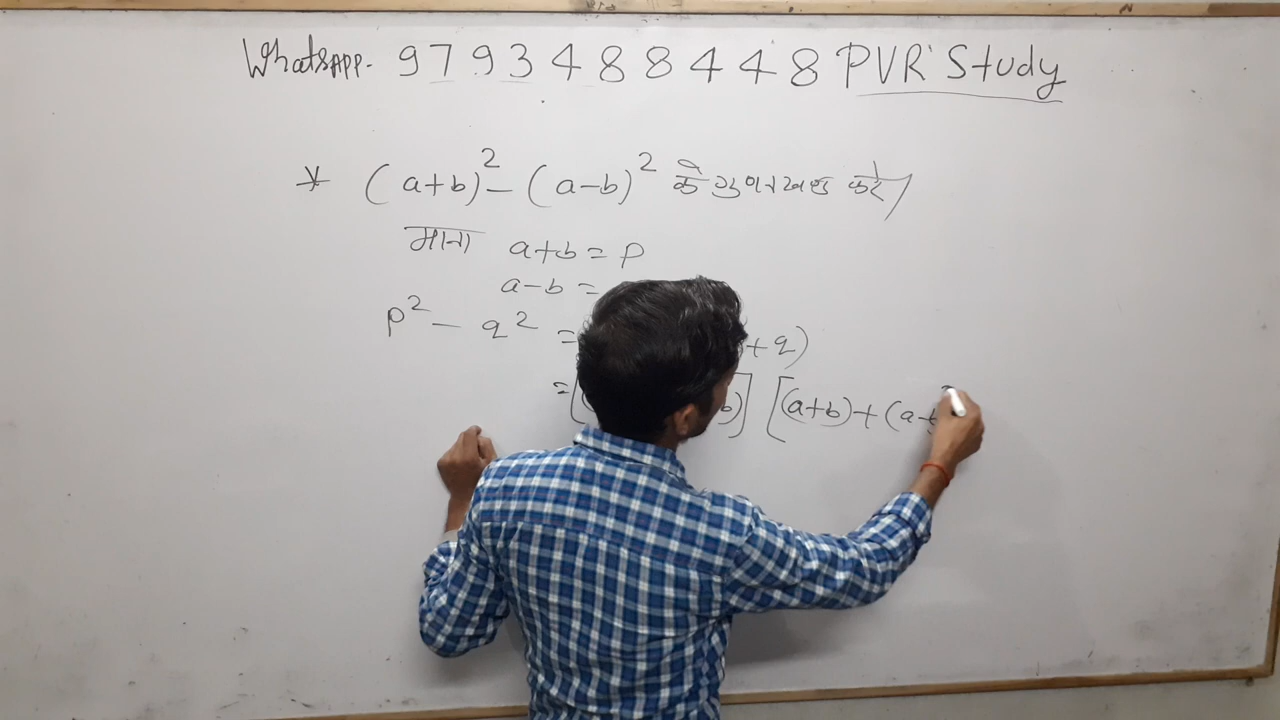 WhatsApp. 9793488448 PVR Study
* (a+b)² - (a-b)² के गुणनखण्ड करें।
माना a+b = p
a-b =
p² - q² = +q)
=[( b)] [(a+b)+(a-b